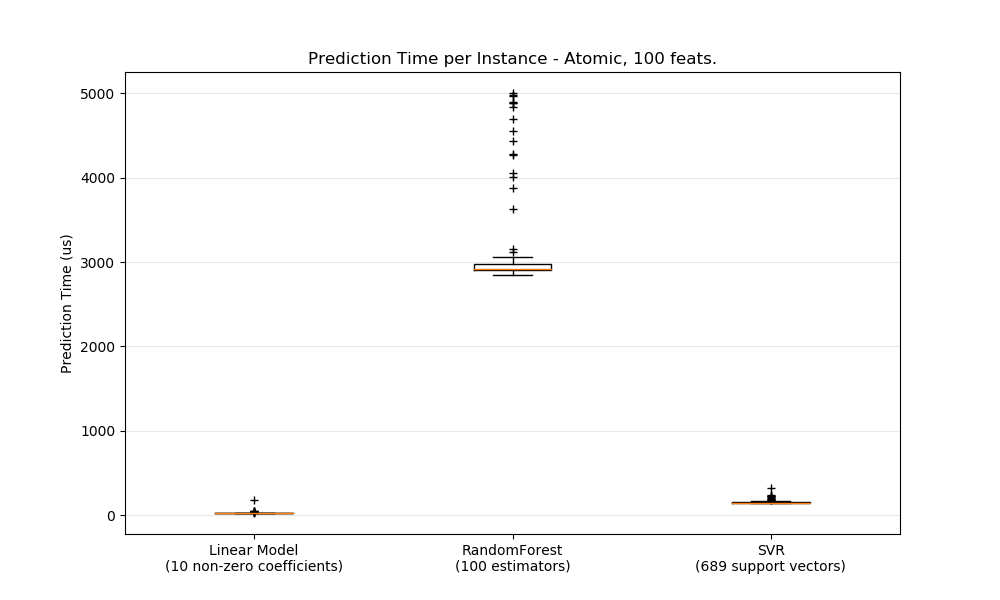 Prediction Time per Instance - Atomic, 100 feats.
Prediction Time (us)
5000
4000
3000
2000
1000
0
Linear Model
(10 non-zero coefficients)
RandomForest
(100 estimators)
SVR
(689 support vectors)